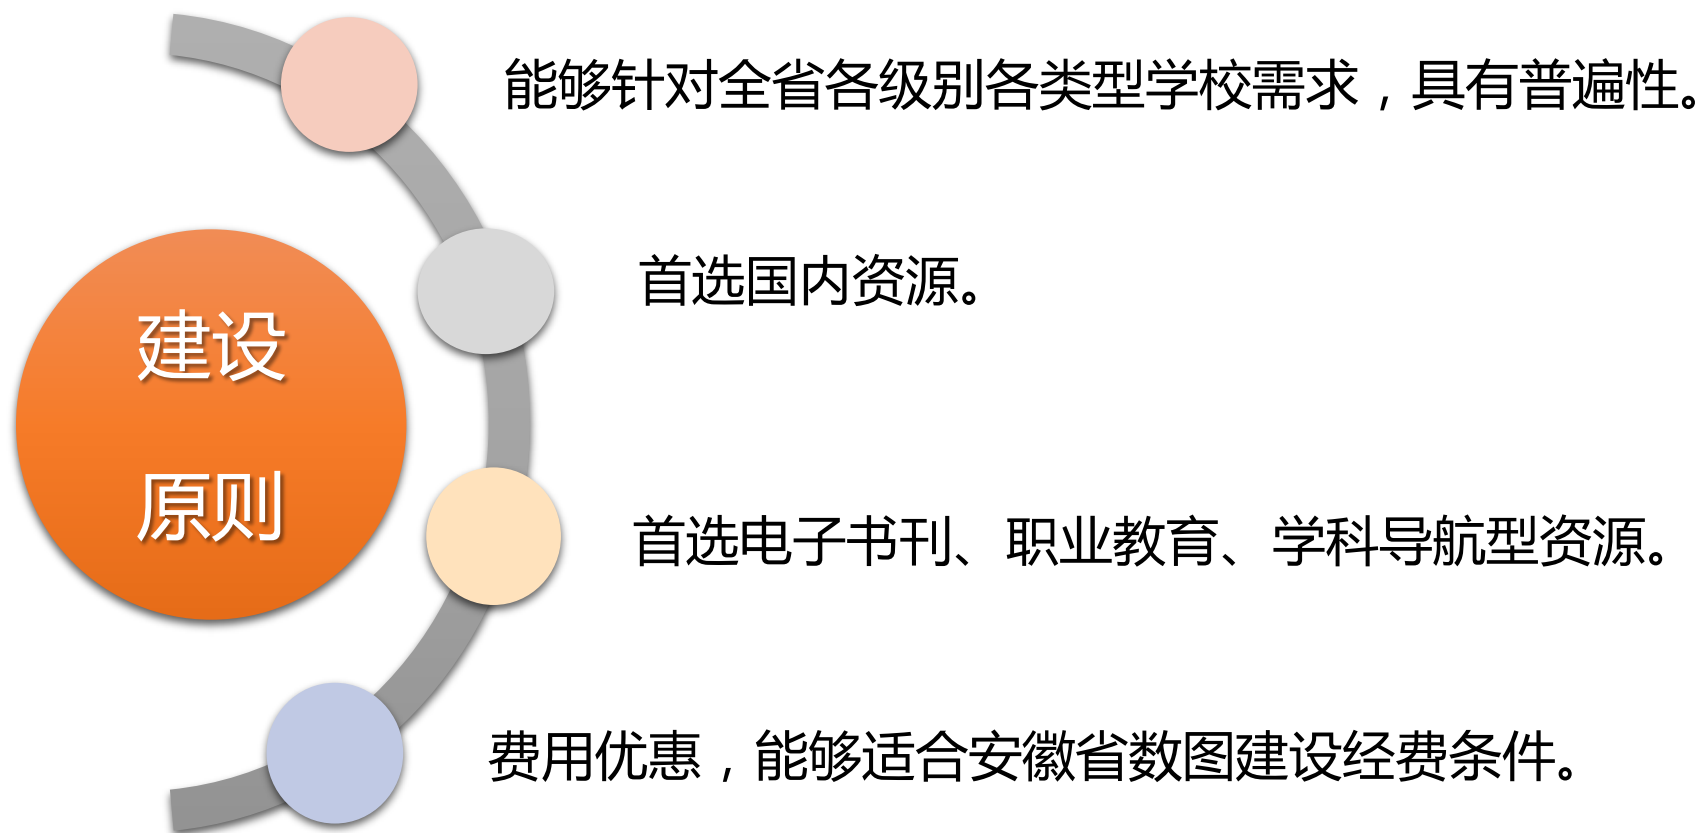 建设
原则
能够针对全省各级别各类型学校需求，具有普遍性。
首选国内资源。
首选电子书刊、职业教育、学科导航型资源。
费用优惠，能够适合安徽省数图建设经费条件。